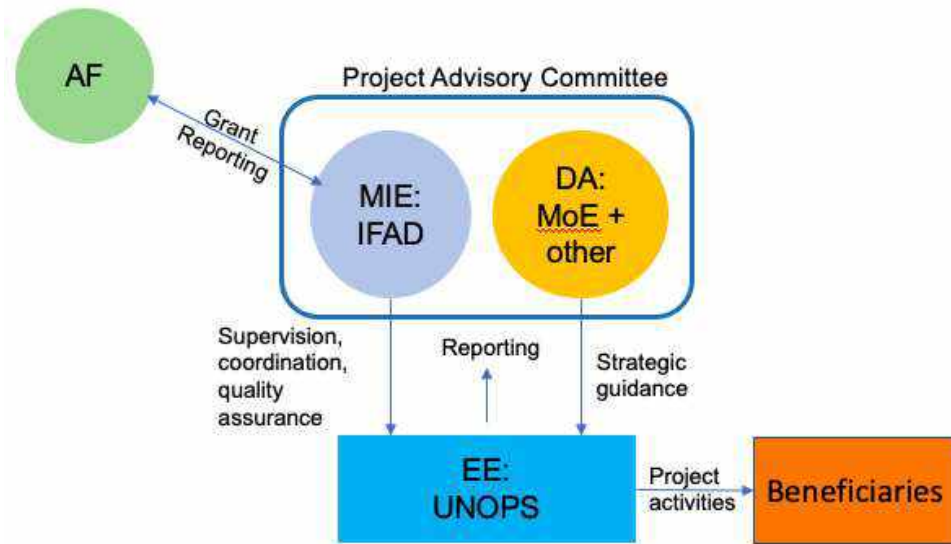 AF
Project Advisory Committee
Grant
Reporting
MIE:
IFAD
DA:
MoE +
other
Supervision,
coordination,
quality
assurance
Reporting
Strategic
guidance
EE:
UNOPS
Project
activities
Beneficiaries